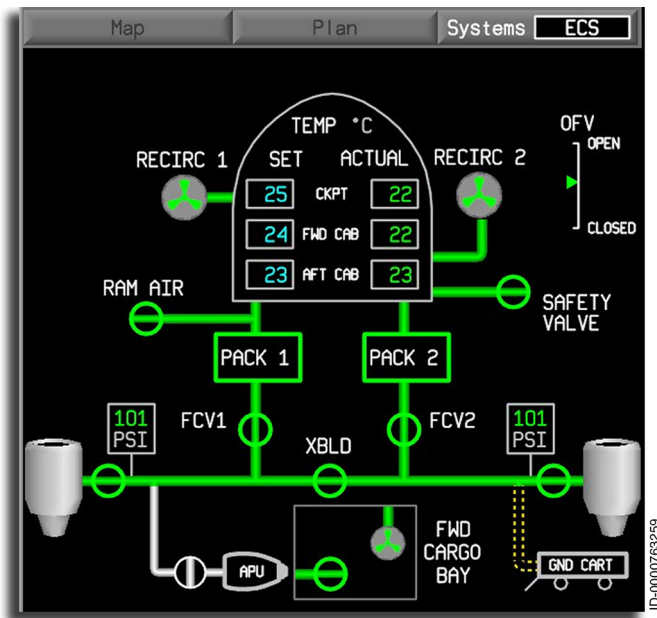 Map Plan Systems ECS
OFV
OPEN
CLOSED
TEMP °C
SET ACTUAL
RECIRC 1
RECIRC 2
25 CKPT 22
24 FWD CAB 22
23 AFT CAB 23
RAM AIR
SAFETY
VALVE
PACK 1
PACK 2
101
PSI
FCV1
XBLD
FCV2
101
PSI
APU
FWD
CARGO
BAY
GND CART
ID-0000763259